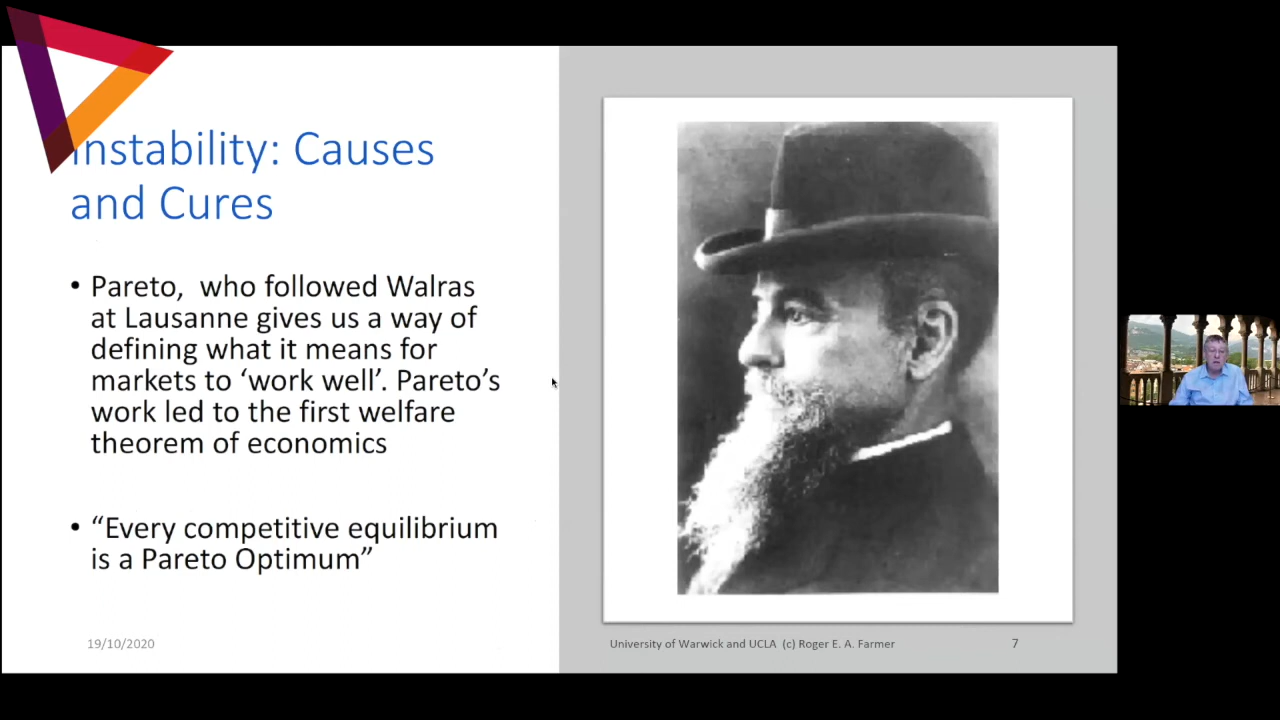 Instability: Causes
and Cures
• Pareto,  who followed Walras
at Lausanne gives us a way of
defining what it means for
markets to ‘work well’. Pareto’s
work led to the first welfare
theorem of economics
• “Every competitive equilibrium
is a Pareto Optimum”
19/10/2020
University of Warwick and UCLA  (c) Roger E. A. Farmer
7